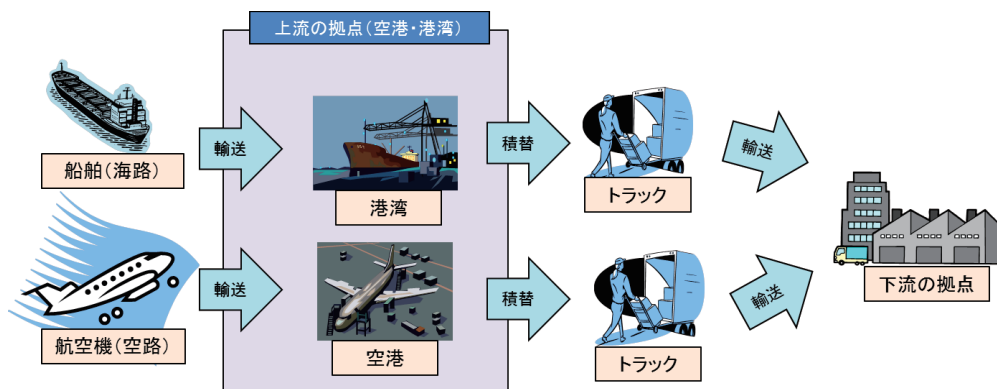 上流の拠点(空港・港湾)
船舶(海路)
輸送
港湾
積替
トラック
輸送
航空機(空路)
輸送
空港
積替
トラック
輸送
下流の拠点